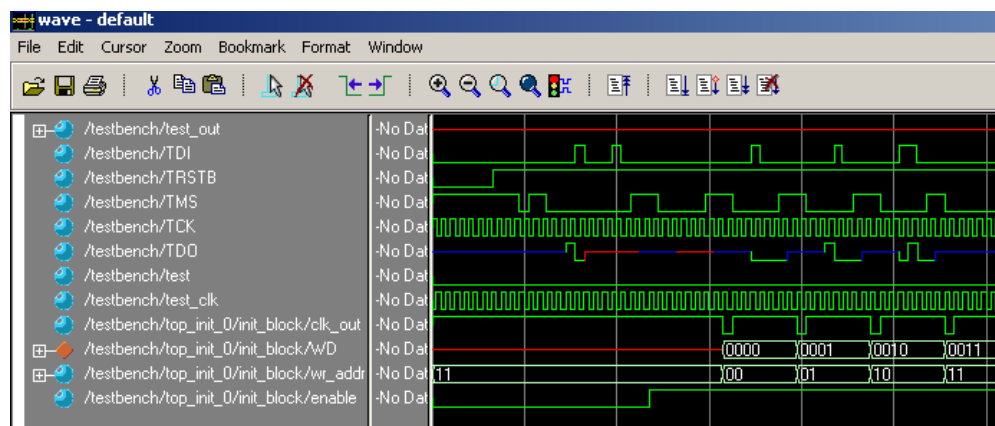 wave - default
File Edit Cursor Zoom Bookmark Format Window
/testbench/test_out -No Dat
/testbench/TDI -No Dat
/testbench/TRSTB -No Dat
/testbench/TMS -No Dat
/testbench/TCK -No Dat
/testbench/TDO -No Dat
/testbench/test -No Dat
/testbench/test_clk -No Dat
/testbench/top_init_0/init_block/clk_out -No Dat
/testbench/top_init_0/init_block/WD -No Dat 0000 0001 0010 0011
/testbench/top_init_0/init_block/wr_addr -No Dat 11 00 01 10 11
/testbench/top_init_0/init_block/enable -No Dat